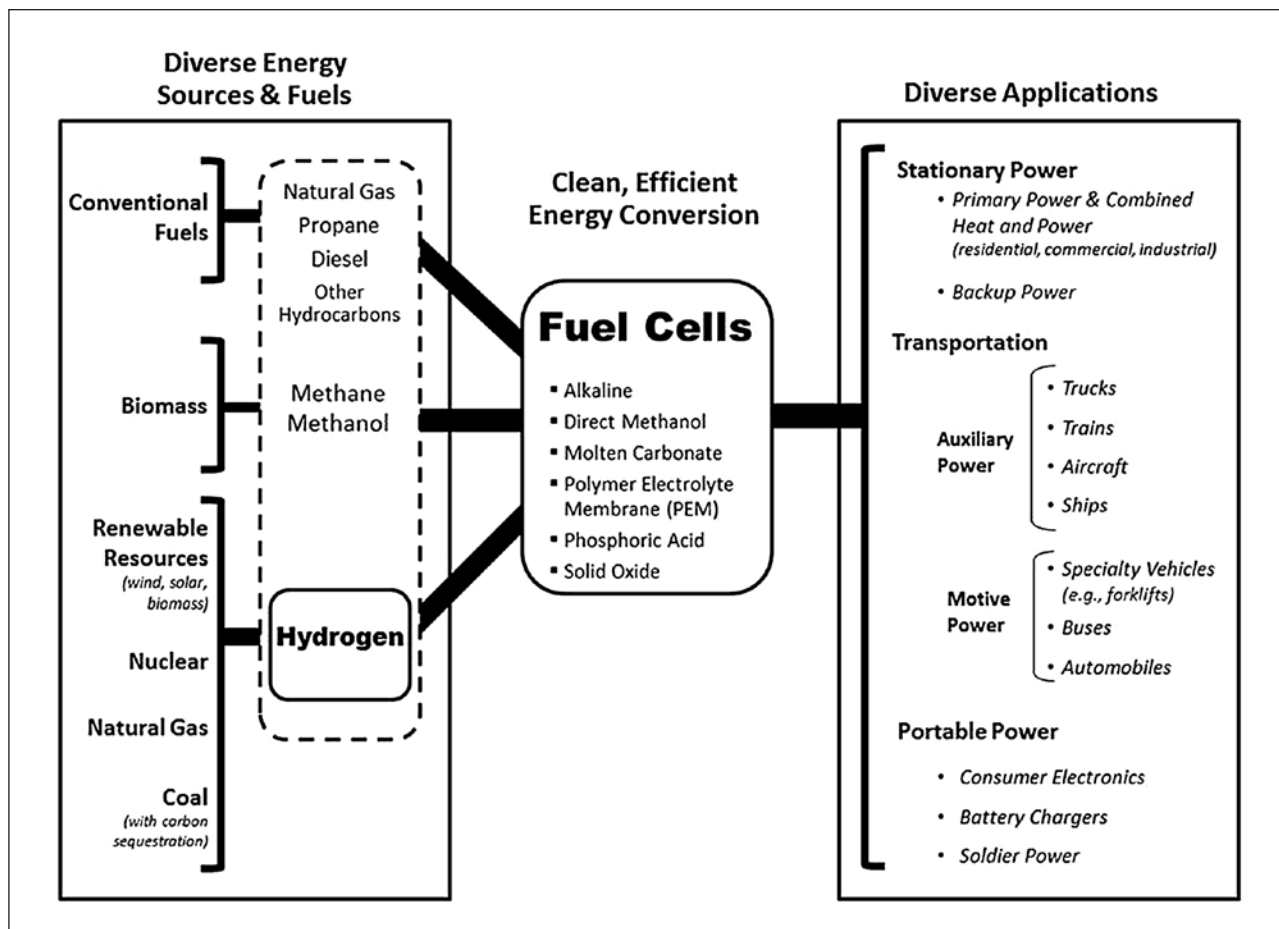 Diverse Energy
Sources & Fuels
Conventional
Fuels
Natural Gas
Propane
Diesel
Other
Hydrocarbons
Biomass
Methane
Methanol
Renewable
Resources
(wind, solar,
biomass)
Nuclear
Natural Gas
Coal
(with carbon
sequestration)
Hydrogen
Clean, Efficient
Energy Conversion
Fuel Cells
▪ Alkaline
▪ Direct Methanol
▪ Molten Carbonate
▪ Polymer Electrolyte
Membrane (PEM)
▪ Phosphoric Acid
▪ Solid Oxide
Diverse Applications
Stationary Power
• Primary Power & Combined
Heat and Power
(residential, commercial, industrial)
• Backup Power
Transportation
Auxiliary
Power
• Trucks
• Trains
• Aircraft
• Ships
Motive
Power
• Specialty Vehicles
(e.g., forklifts)
• Buses
• Automobiles
Portable Power
• Consumer Electronics
• Battery Chargers
• Soldier Power